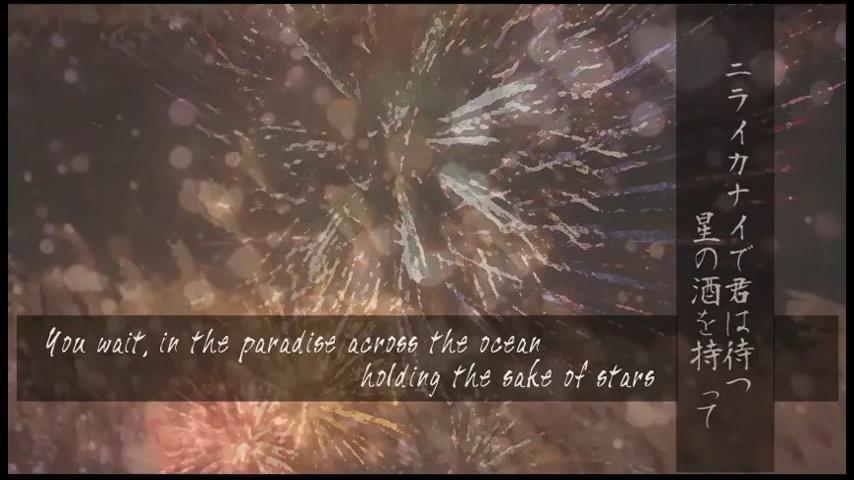 ニライカナイで君は待つ
星の酒を持って
You wait, in the paradise across the ocean
holding the sake of stars